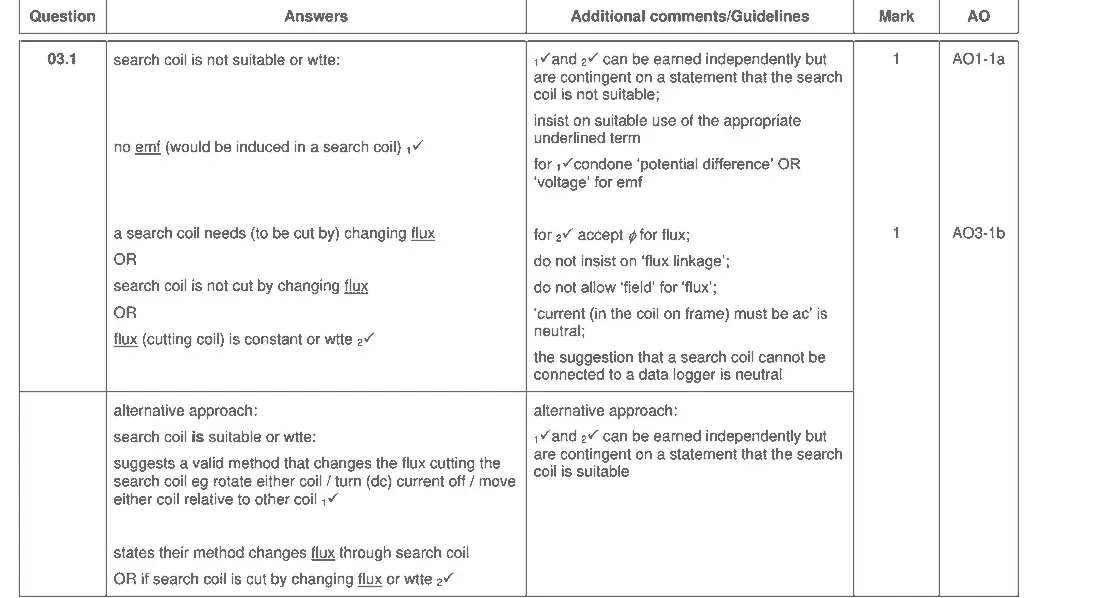 Question Answers Additional comments/Guidelines Mark AO
03.1 search coil is not suitable or wtte: ₁✓and ₂✓ can be earned independently but 1 AO1-1a
are contingent on a statement that the search
coil is not suitable;
insist on suitable use of the appropriate
underlined term
no emf (would be induced in a search coil) ₁✓
for ₁✓condone 'potential difference' OR
'voltage' for emf
a search coil needs (to be cut by) changing flux for ₂✓ accept ϕ for flux; 1 AO3-1b
OR do not insist on 'flux linkage';
search coil is not cut by changing flux do not allow 'field' for 'flux';
OR 'current (in the coil on frame) must be ac' is
neutral;
flux (cutting coil) is constant or wtte ₂✓
the suggestion that a search coil cannot be
connected to a data logger is neutral
alternative approach: alternative approach:
search coil is suitable or wtte: ₁✓and ₂✓ can be earned independently but
are contingent on a statement that the search
coil is suitable
suggests a valid method that changes the flux cutting the
search coil eg rotate either coil / turn (dc) current off / move
either coil relative to other coil ₁✓
states their method changes flux through search coil
OR if search coil is cut by changing flux or wtte ₂✓